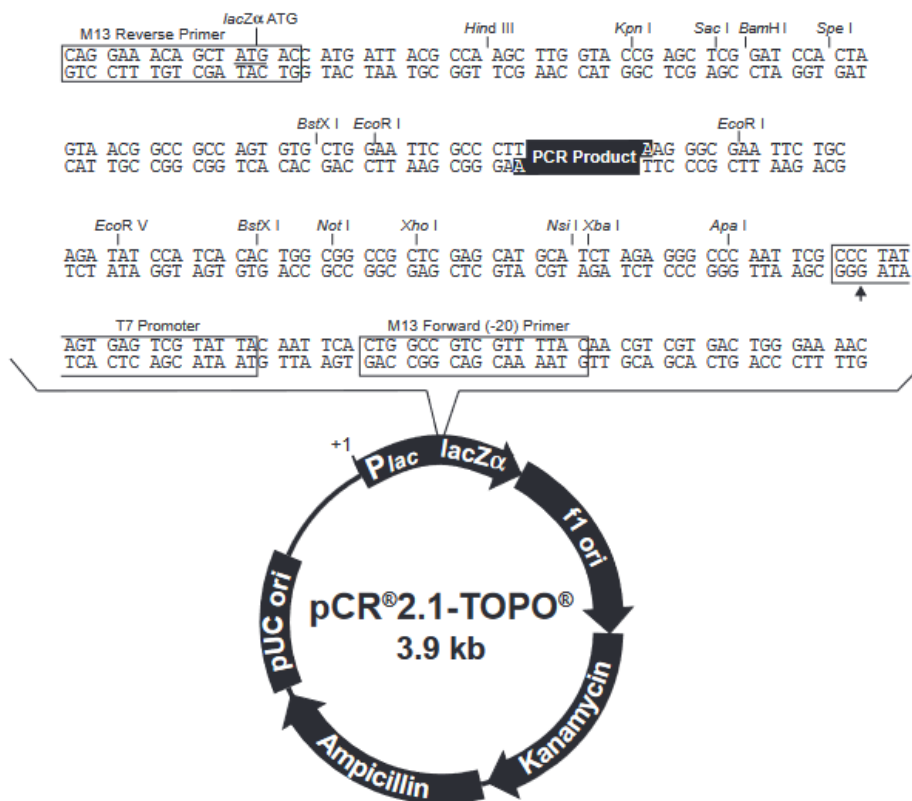 lacZα ATG
M13 Reverse Primer Hind III Kpn I Sac I BamH I Spe I
CAG GAA ACA GCT ATG ACC ATG ATT ACG CCA AGC TTG GTA CCG AGC TCG GAT CCA CTA
GTC CTT TGT CGA TAC TGG TAC TAA TGC GGT TCG AAC CAT GGC TCG AGC CTA GGT GAT
BstX I EcoR I EcoR I
GTA ACG GCC GCC AGT GTG CTG GAA TTC GCC CTT PCR Product AAG GGC GAA TTC TGC
CAT TGC CGG CGG TCA CAC GAC CTT AAG CGG GAA TTC CCG CTT AAG ACG
EcoR V BstX I Not I Xho I Nsi I Xba I Apa I
AGA TAT CCA TCA CAC TGG CGG CCG CTC GAG CAT GCA TCT AGA GGG CCC AAT TCG CCC TAT
TCT ATA GGT AGT GTG ACC GCC GGC GAG CTC GTA CGT AGA TCT CCC GGG TTA AGC GGG ATA
T7 Promoter M13 Forward (-20) Primer
AGT GAG TCG TAT TAC AAT TCA CTG GCC GTC GTT TTA CAA CGT CGT GAC TGG GAA AAC
TCA CTC AGC ATA ATG TTA AGT GAC CGG CAG CAA AAT GTT GCA GCA CTG ACC CTT TTG
+1
Plac lacZα
f1 ori
pUC ori
pCR®2.1-TOPO®
3.9 kb
Kanamycin
Ampicillin